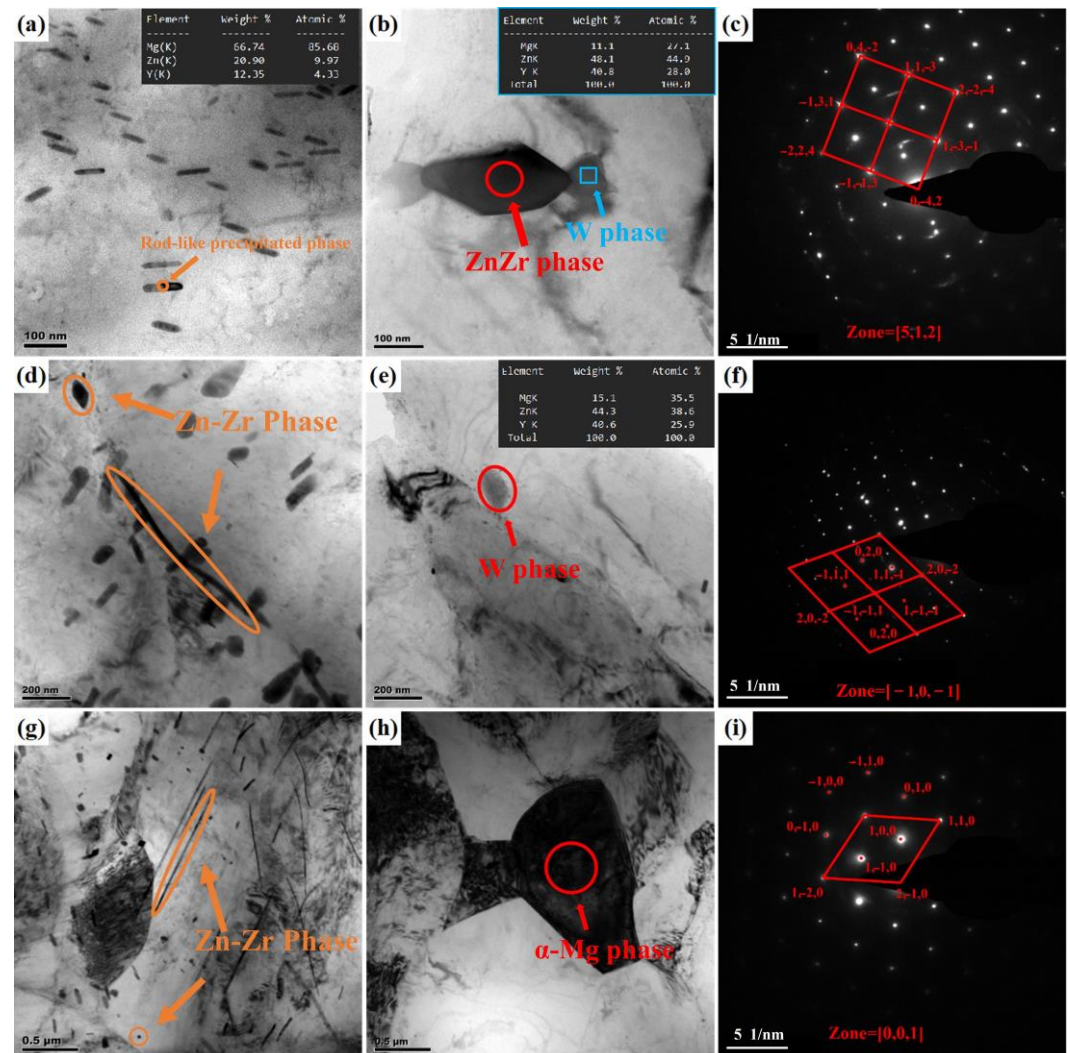 (a)
Element Weight % Atomic %
Mg(K) 66.74 85.68
Zn(K) 20.90 9.97
Y(K) 12.35 4.33
Rod-like precipitated phase
100 nm
(b)
Element Weight % Atomic %
MgK 11.1 27.1
ZnK 48.1 44.9
Y K 40.8 28.0
Total 100.0 100.0
W phase
ZnZr phase
100 nm
(c)
0,4,-2
1,1,-3
2,-2,-4
-1,3,1
1,-3,-1
-2,2,4
-1,-1,3
0,-4,2
Zone=[5,1,2]
5 1/nm
(d)
Zn-Zr Phase
200 nm
(e)
Element Weight % Atomic %
MgK 15.1 35.5
ZnK 44.3 38.6
Y K 40.6 25.9
Total 100.0 100.0
W phase
200 nm
(f)
0,2,0
-1,1,1
1,1,-1
2,0,-2
2,0,-2
-1,-1,1
1,-1,-1
0,2,0
Zone=[-1,0,-1]
5 1/nm
(g)
Zn-Zr Phase
0.5 µm
(h)
α-Mg phase
0.5 µm
(i)
-1,1,0
-1,0,0
0,1,0
0,-1,0
1,0,0
1,1,0
1,-1,0
1,-2,0
2,-1,0
Zone=[0,0,1]
5 1/nm